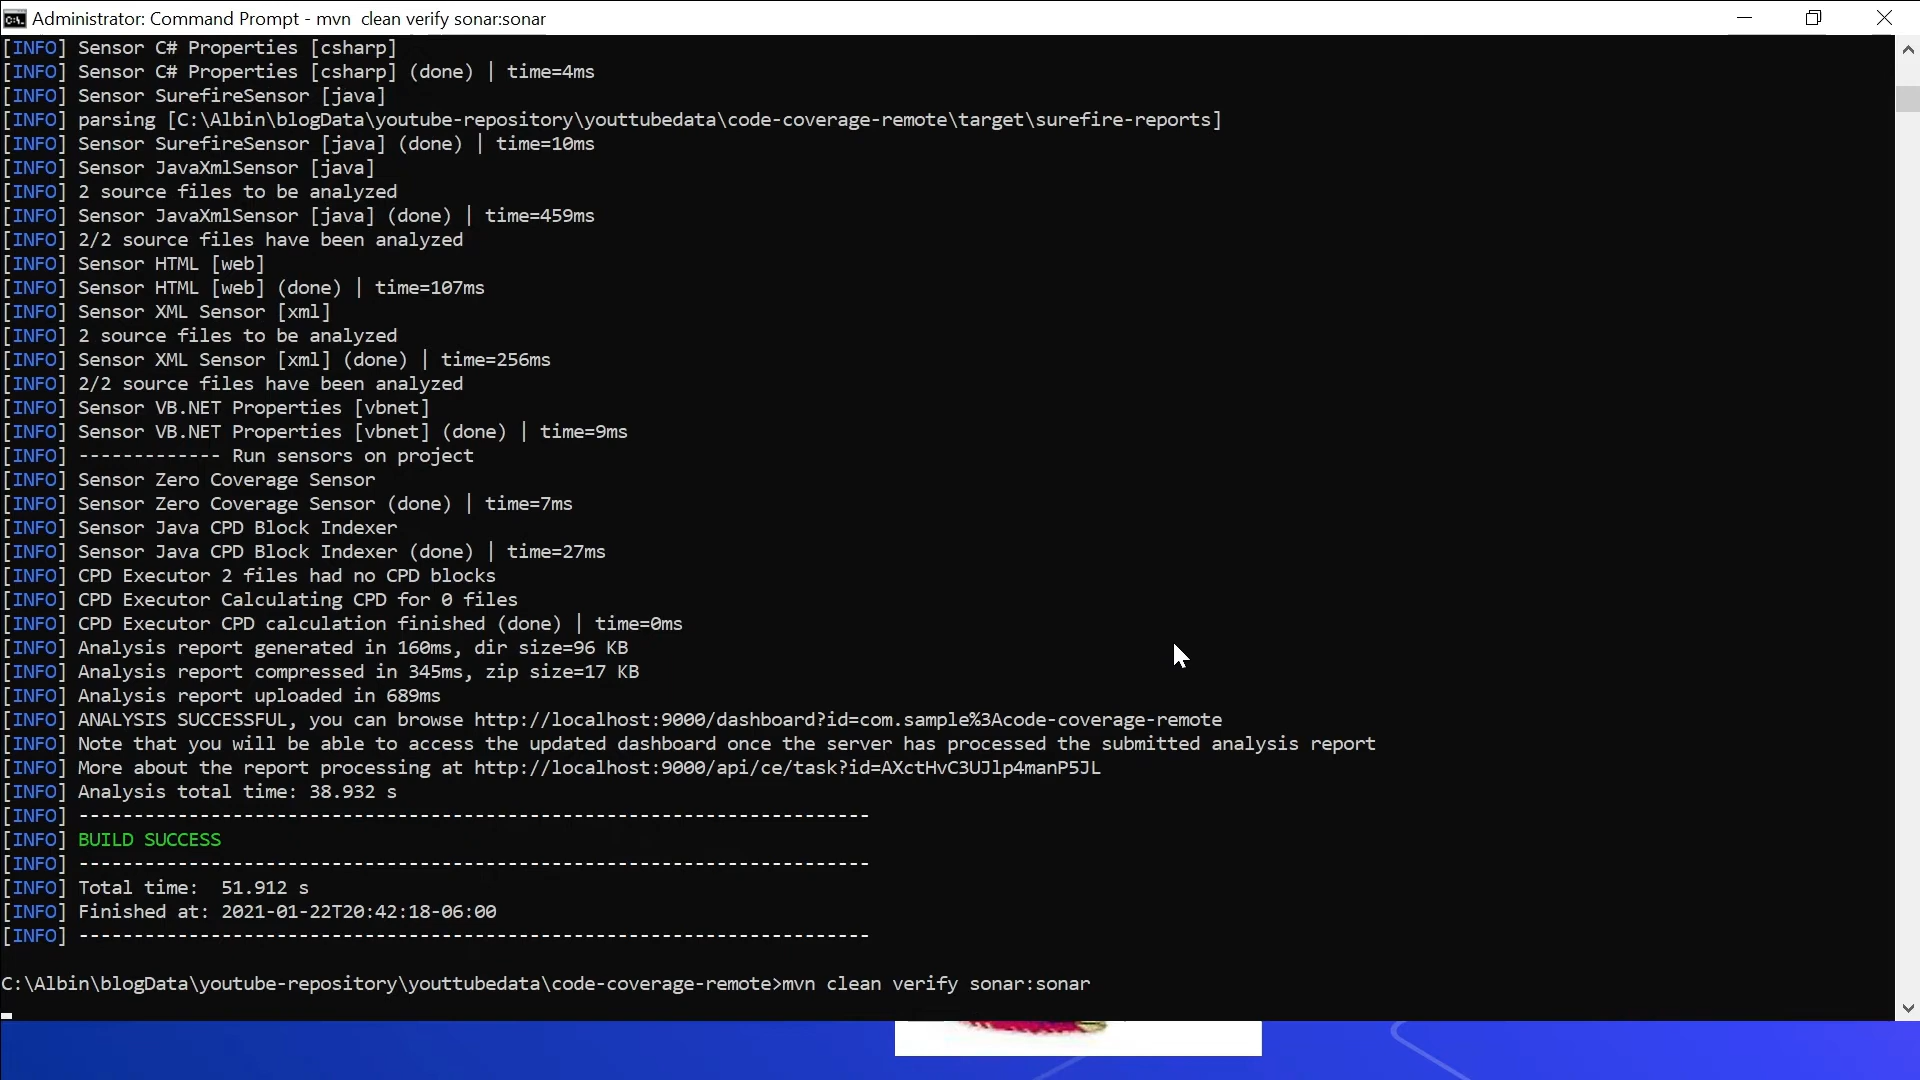 Administrator: Command Prompt - mvn  clean verify sonar:sonar
[INFO] Sensor C# Properties [csharp]
[INFO] Sensor C# Properties [csharp] (done) | time=4ms
[INFO] Sensor SurefireSensor [java]
[INFO] parsing [C:\Albin\blogData\youtube-repository\youttubedata\code-coverage-remote\target\surefire-reports]
[INFO] Sensor SurefireSensor [java] (done) | time=10ms
[INFO] Sensor JavaXmlSensor [java]
[INFO] 2 source files to be analyzed
[INFO] Sensor JavaXmlSensor [java] (done) | time=459ms
[INFO] 2/2 source files have been analyzed
[INFO] Sensor HTML [web]
[INFO] Sensor HTML [web] (done) | time=107ms
[INFO] Sensor XML Sensor [xml]
[INFO] 2 source files to be analyzed
[INFO] Sensor XML Sensor [xml] (done) | time=256ms
[INFO] 2/2 source files have been analyzed
[INFO] Sensor VB.NET Properties [vbnet]
[INFO] Sensor VB.NET Properties [vbnet] (done) | time=9ms
[INFO] ------------- Run sensors on project
[INFO] Sensor Zero Coverage Sensor
[INFO] Sensor Zero Coverage Sensor (done) | time=7ms
[INFO] Sensor Java CPD Block Indexer
[INFO] Sensor Java CPD Block Indexer (done) | time=27ms
[INFO] CPD Executor 2 files had no CPD blocks
[INFO] CPD Executor Calculating CPD for 0 files
[INFO] CPD Executor CPD calculation finished (done) | time=0ms
[INFO] Analysis report generated in 160ms, dir size=96 KB
[INFO] Analysis report compressed in 345ms, zip size=17 KB
[INFO] Analysis report uploaded in 689ms
[INFO] ANALYSIS SUCCESSFUL, you can browse http://localhost:9000/dashboard?id=com.sample%3Acode-coverage-remote
[INFO] Note that you will be able to access the updated dashboard once the server has processed the submitted analysis report
[INFO] More about the report processing at http://localhost:9000/api/ce/task?id=AXctHvC3UJlp4manP5JL
[INFO] Analysis total time: 38.932 s
[INFO] ------------------------------------------------------------------------
[INFO] BUILD SUCCESS
[INFO] ------------------------------------------------------------------------
[INFO] Total time:  51.912 s
[INFO] Finished at: 2021-01-22T20:42:18-06:00
[INFO] ------------------------------------------------------------------------
C:\Albin\blogData\youtube-repository\youttubedata\code-coverage-remote>mvn clean verify sonar:sonar